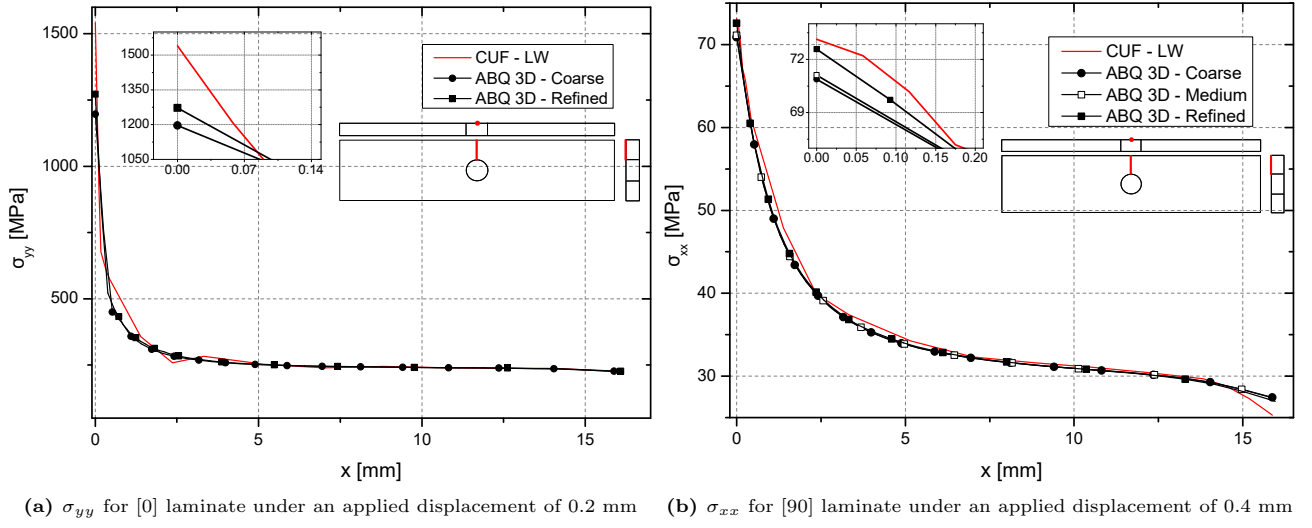 1500
1000
500
σyy [MPa]
0
5
10
15
x [mm]
1500
1350
1200
1050
0.00
0.07
0.14
CUF - LW
ABQ 3D - Coarse
ABQ 3D - Refined
(a) σyy for [0] laminate under an applied displacement of 0.2 mm
70
60
50
40
30
σxx [MPa]
0
5
10
15
x [mm]
72
69
0.00
0.05
0.10
0.15
0.20
CUF - LW
ABQ 3D - Coarse
ABQ 3D - Medium
ABQ 3D - Refined
(b) σxx for [90] laminate under an applied displacement of 0.4 mm